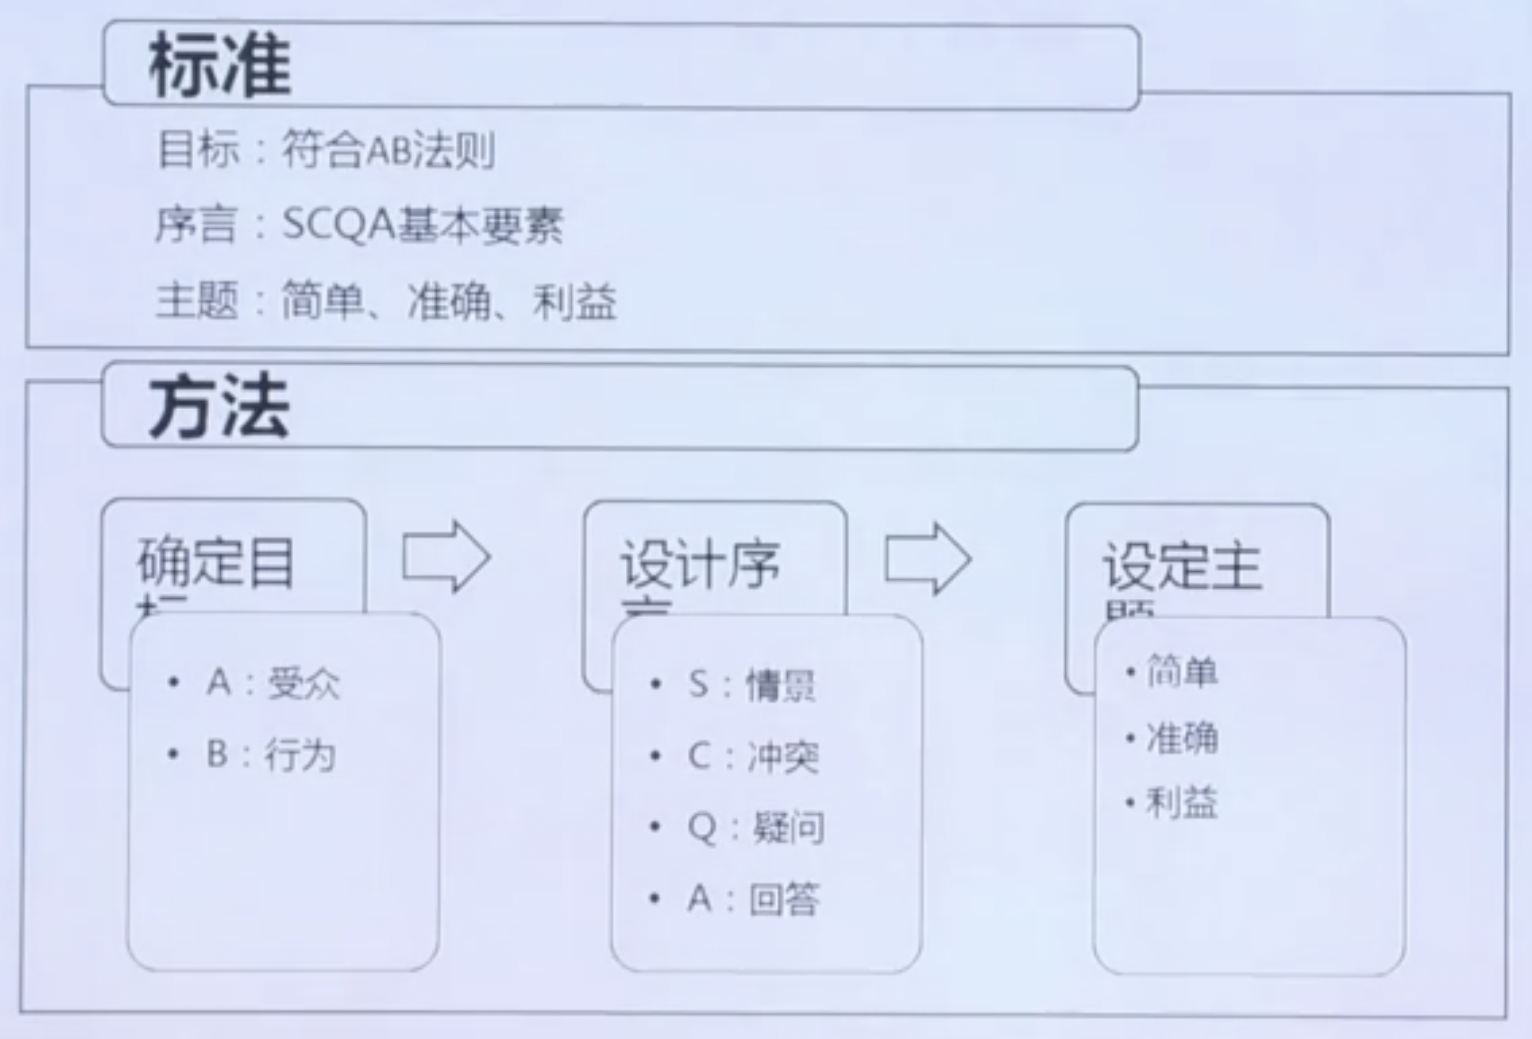 标准
目标：符合AB法则
序言：SCQA基本要素
主题：简单、准确、利益
方法
确定目
标
A：受众
B：行为
设计序
言
S：情景
C：冲突
Q：疑问
A：回答
设定主
题
简单
准确
利益